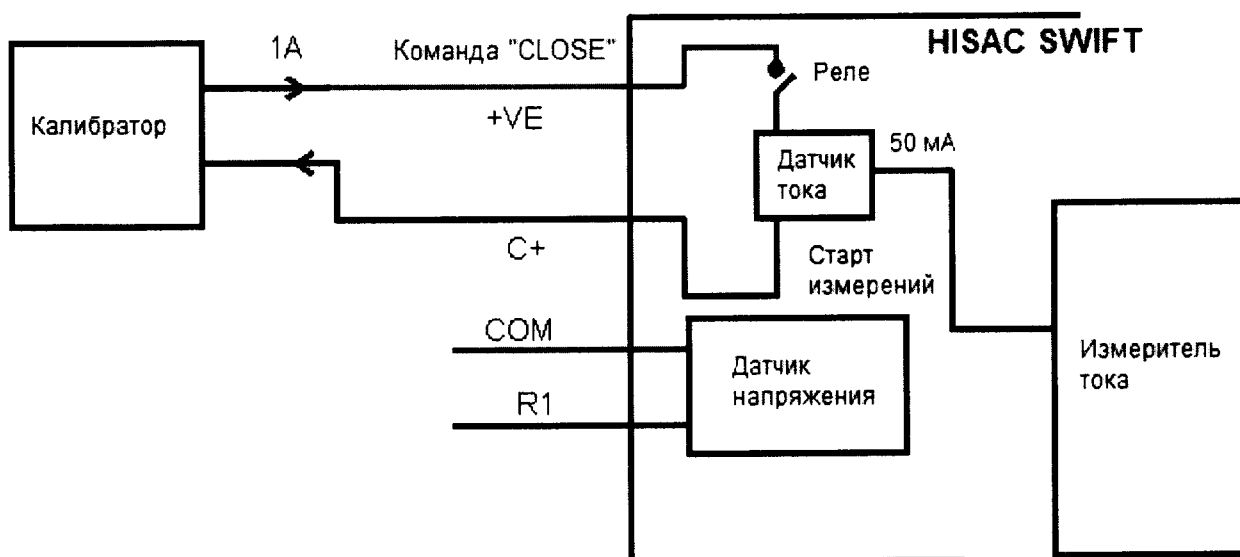 HISAC SWIFT
1A
Команда "CLOSE"
Реле
Калибратор
+VE
50 мА
Датчик
тока
C+
Старт
измерений
COM
Датчик
напряжения
Измеритель
тока
R1